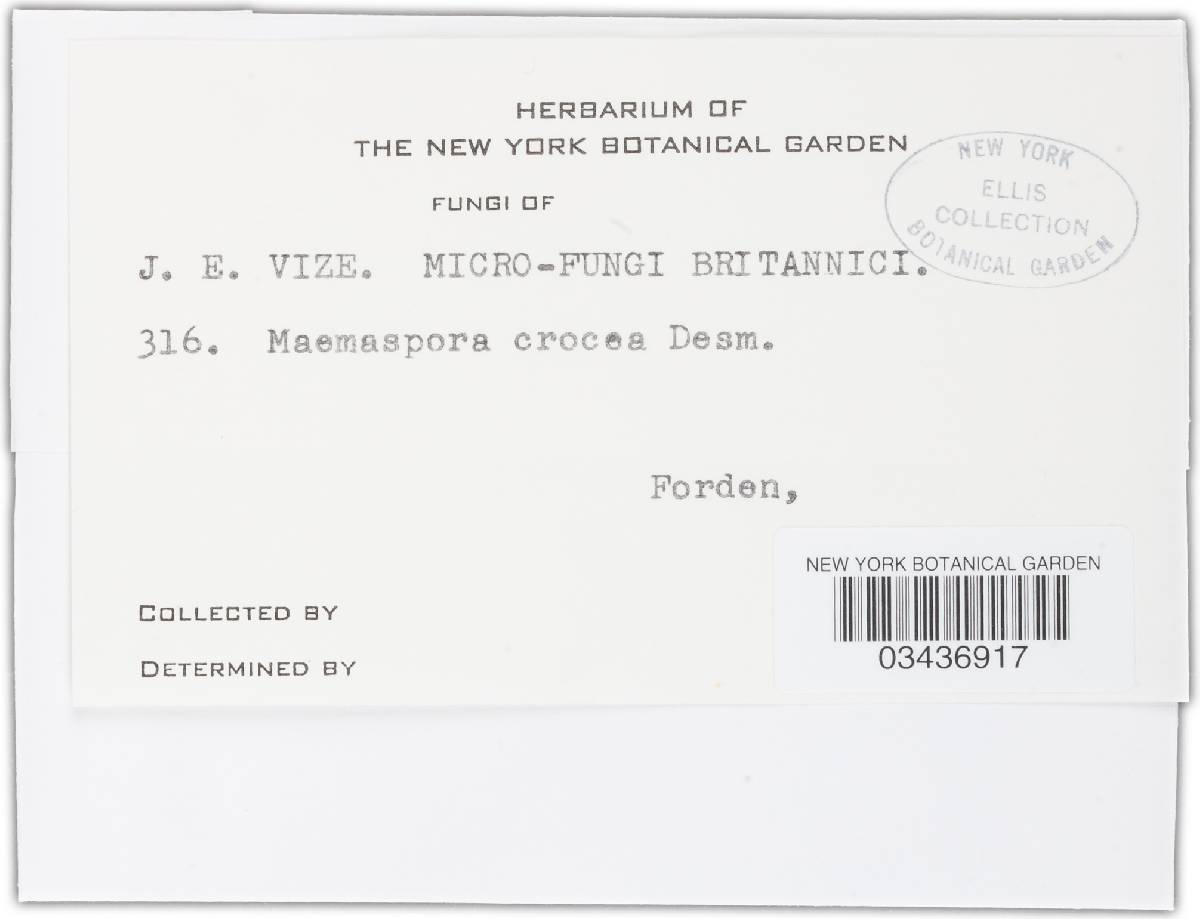 HERBARIUM OF
THE NEW YORK BOTANICAL GARDEN
NEW YORK
ELLIS
COLLECTION
BOTANICAL GARDEN
FUNGI OF
J. E. VIZE. MICRO-FUNGI BRITANNICI.
316. Maemaspora crocea Desm.
Forden,
NEW YORK BOTANICAL GARDEN
03436917
COLLECTED BY
DETERMINED BY